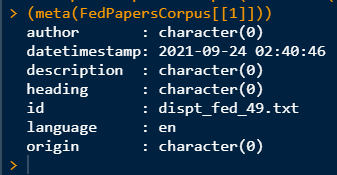 > (meta(FedPapersCorpus[[1]]))
author : character(0)
datetimestamp: 2021-09-24 02:40:46
description : character(0)
heading : character(0)
id : dispt_fed_49.txt
language : en
origin : character(0)
>